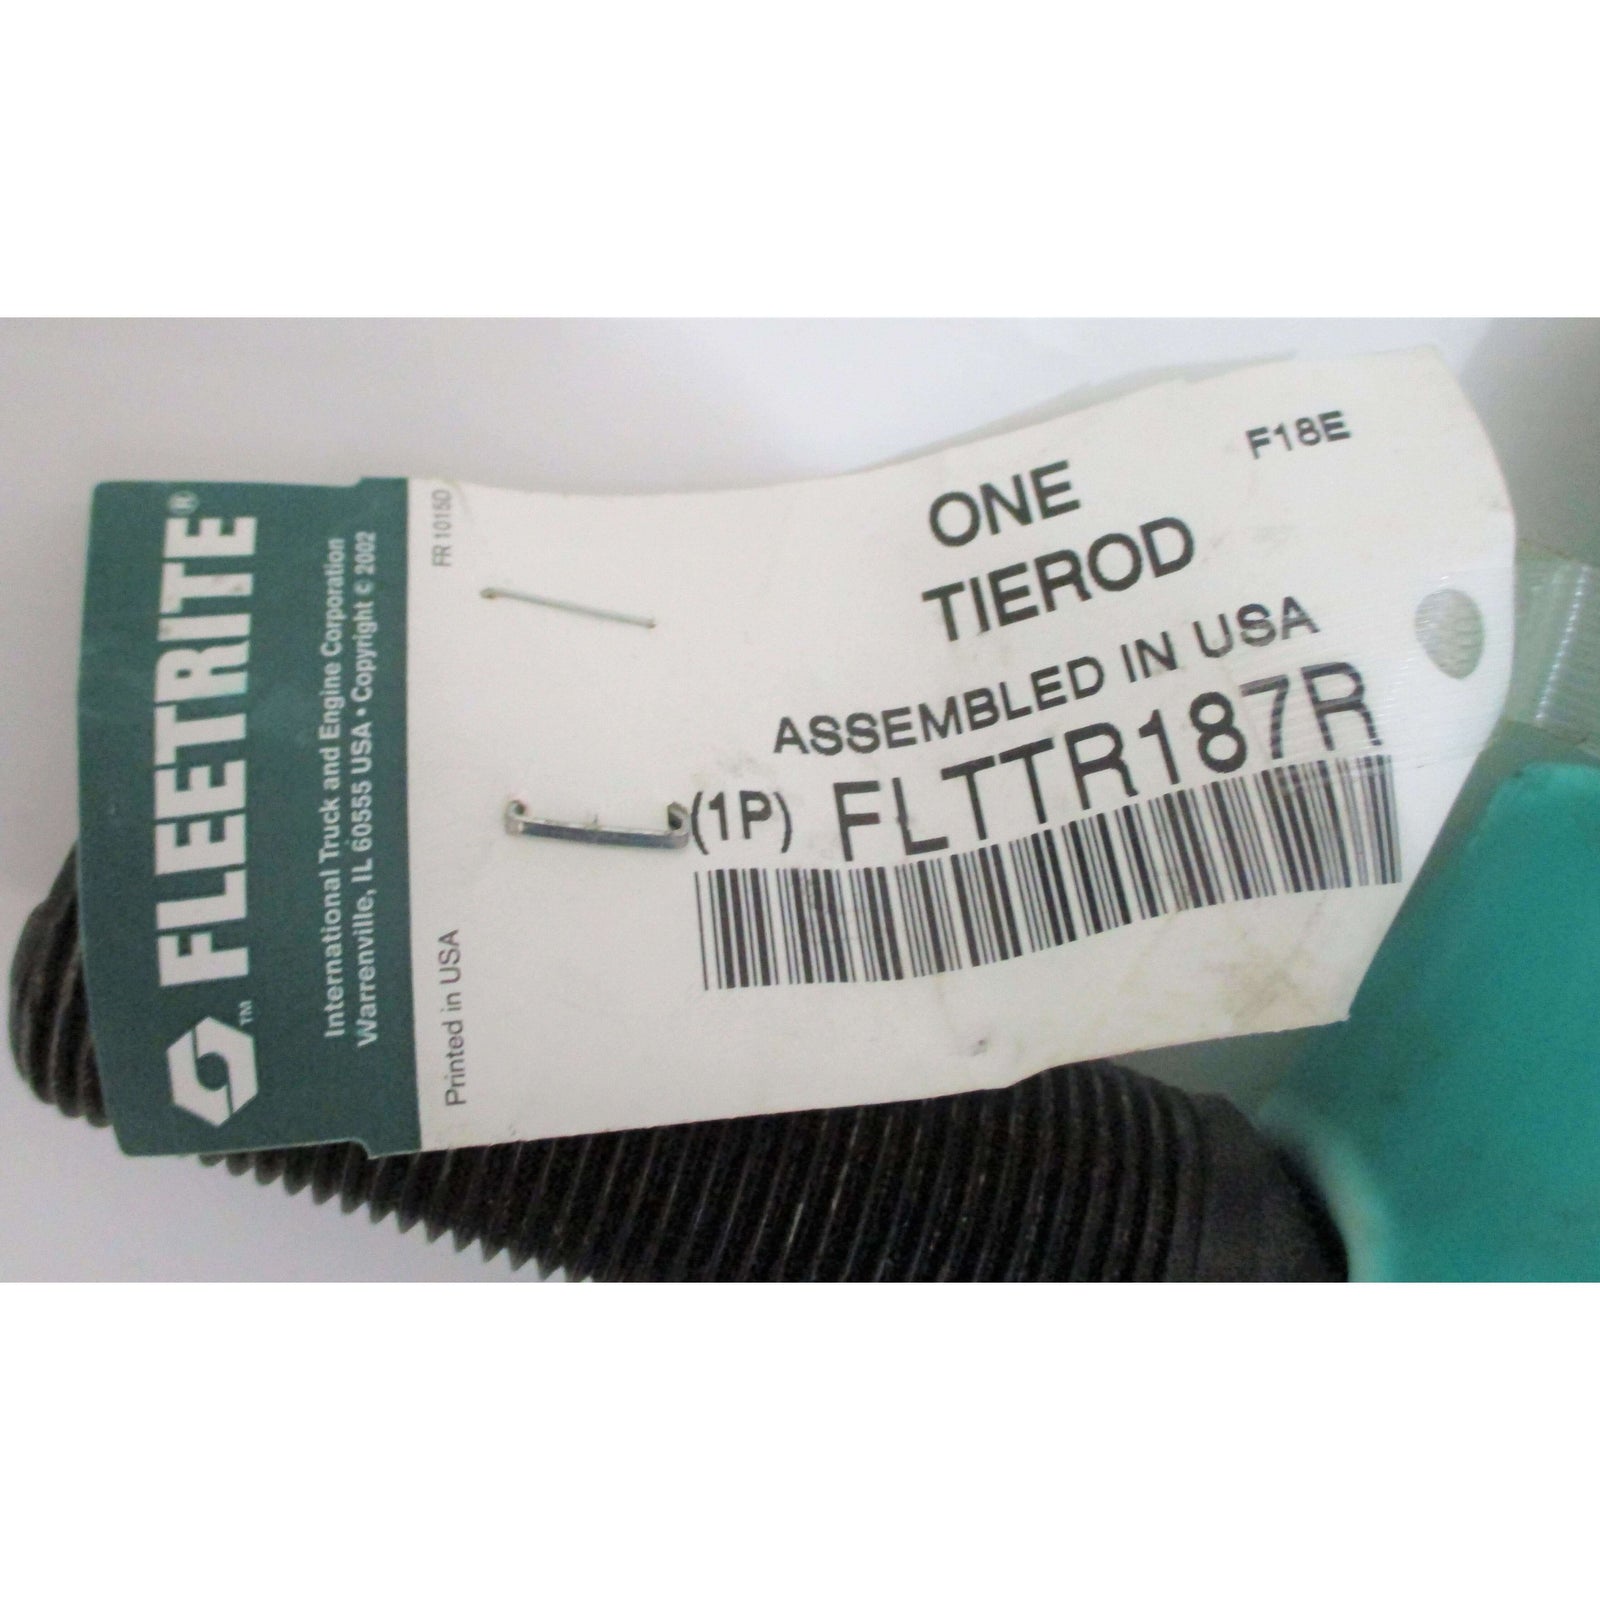 FLEETRITE®
TM
International Truck and Engine Corporation
Warrenville, IL 60555 USA • Copyright © 2002
FR 1015D
Printed in USA
F18E
ONE
TIEROD
ASSEMBLED IN USA
(1P) FLTTR187R